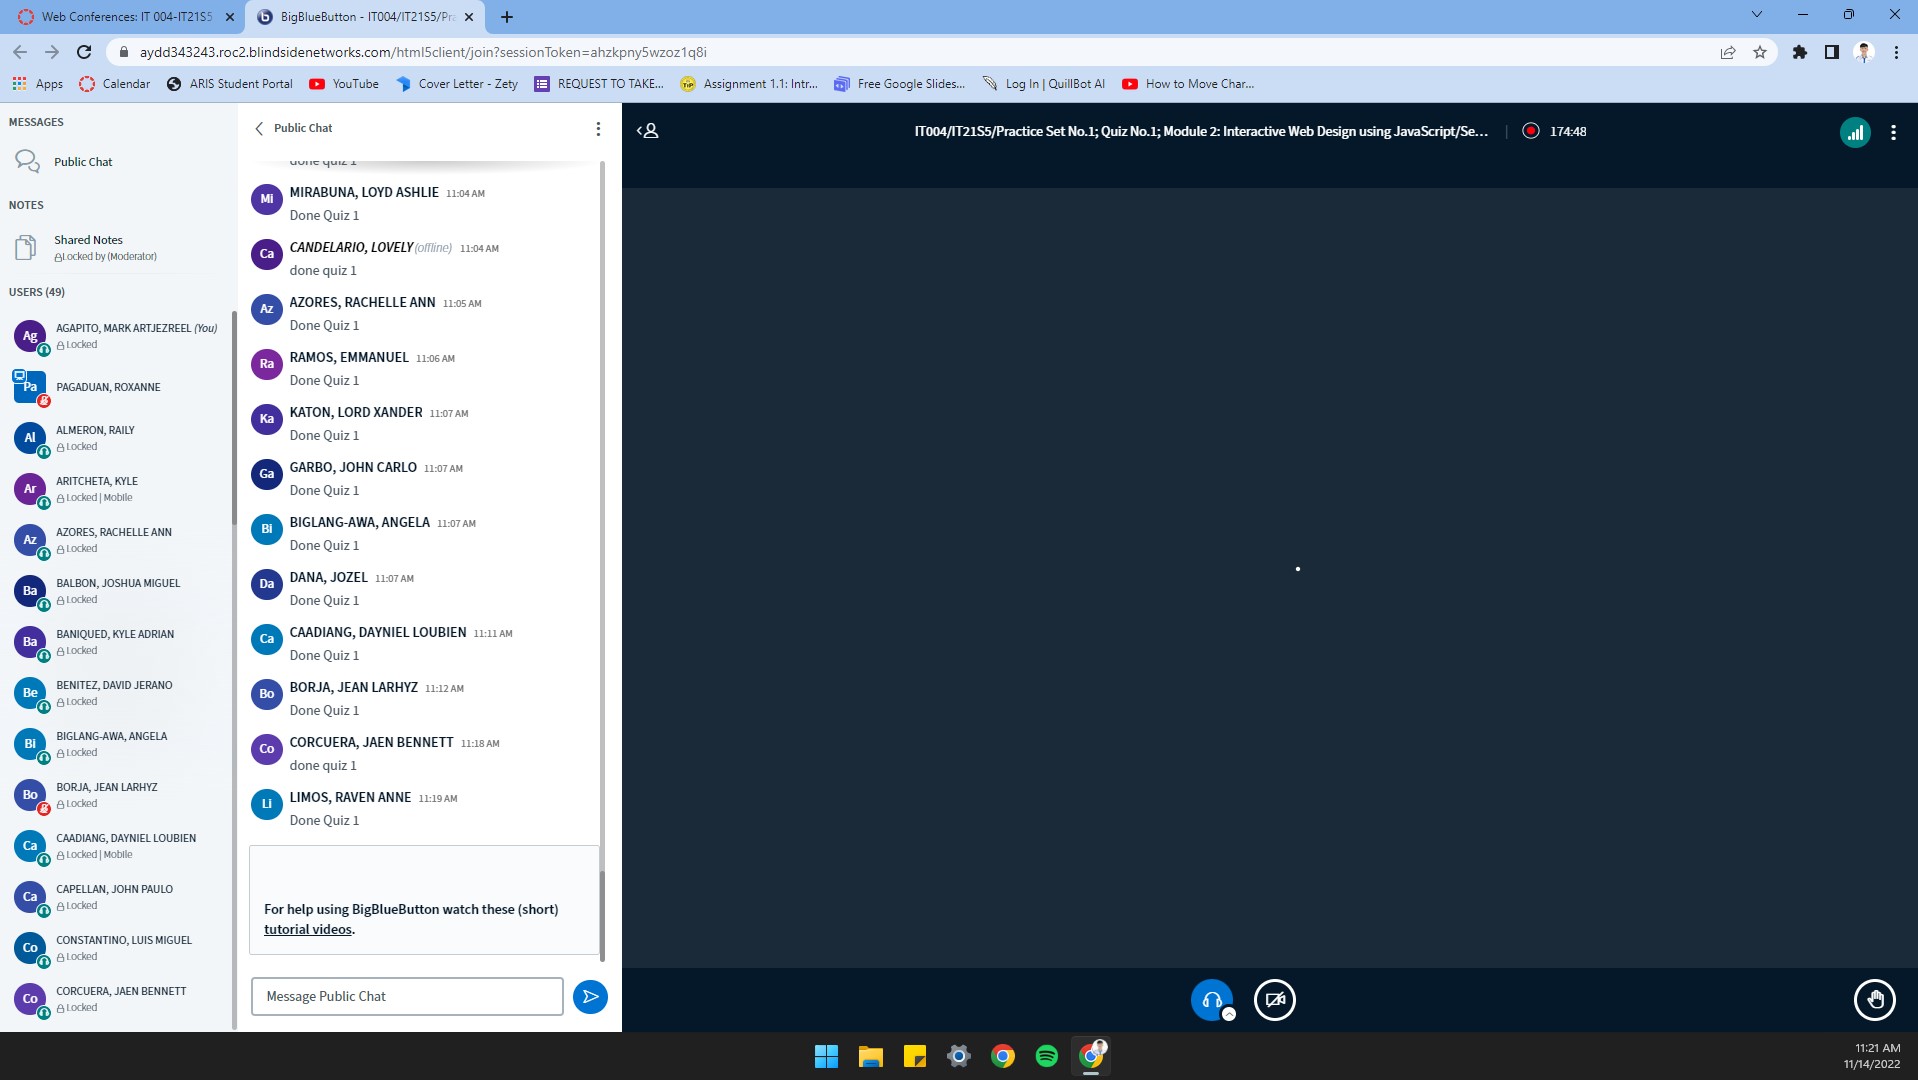 Web Conferences: IT 004-IT21S5
BigBlueButton - IT004/IT21S5/Pra
aydd343243.roc2.blindsidenetworks.com/html5client/join?sessionToken=ahzkpny5wzoz1q8i
Apps
Calendar
ARIS Student Portal
YouTube
Cover Letter - Zety
REQUEST TO TAKE...
Assignment 1.1: Intr...
Free Google Slides...
Log In | QuillBot AI
How to Move Char...
MESSAGES
Public Chat
NOTES
Shared Notes
Locked by (Moderator)
USERS (49)
Ag
AGAPITO, MARK ARTJEZREEL (You)
Locked
Pa
PAGADUAN, ROXANNE
Al
ALMERON, RAILY
Locked
Ar
ARITCHETA, KYLE
Locked | Mobile
Az
AZORES, RACHELLE ANN
Locked
Ba
BALBON, JOSHUA MIGUEL
Locked
Ba
BANIQUED, KYLE ADRIAN
Locked
Be
BENITEZ, DAVID JERANO
Locked
Bi
BIGLANG-AWA, ANGELA
Locked
Bo
BORJA, JEAN LARHYZ
Locked
Ca
CAADIANG, DAYNIEL LOUBIEN
Locked | Mobile
Ca
CAPELLAN, JOHN PAULO
Locked
Co
CONSTANTINO, LUIS MIGUEL
Locked
Co
CORCUERA, JAEN BENNETT
Locked
Public Chat
done quiz 1
Mi
MIRABUNA, LOYD ASHLIE 11:04 AM
Done Quiz 1
Ca
CANDELARIO, LOVELY (offline) 11:04 AM
done quiz 1
Az
AZORES, RACHELLE ANN 11:05 AM
Done Quiz 1
Ra
RAMOS, EMMANUEL 11:06 AM
Done Quiz 1
Ka
KATON, LORD XANDER 11:07 AM
Done Quiz 1
Ga
GARBO, JOHN CARLO 11:07 AM
Done Quiz 1
Bi
BIGLANG-AWA, ANGELA 11:07 AM
Done Quiz 1
Da
DANA, JOZEL 11:07 AM
Done Quiz 1
Ca
CAADIANG, DAYNIEL LOUBIEN 11:11 AM
Done Quiz 1
Bo
BORJA, JEAN LARHYZ 11:12 AM
Done Quiz 1
Co
CORCUERA, JAEN BENNETT 11:18 AM
done quiz 1
Li
LIMOS, RAVEN ANNE 11:19 AM
Done Quiz 1
For help using BigBlueButton watch these (short)
tutorial videos.
Message Public Chat
IT004/IT21S5/Practice Set No.1; Quiz No.1; Module 2: Interactive Web Design using JavaScript/Se...
174:48
11:21 AM
11/14/2022